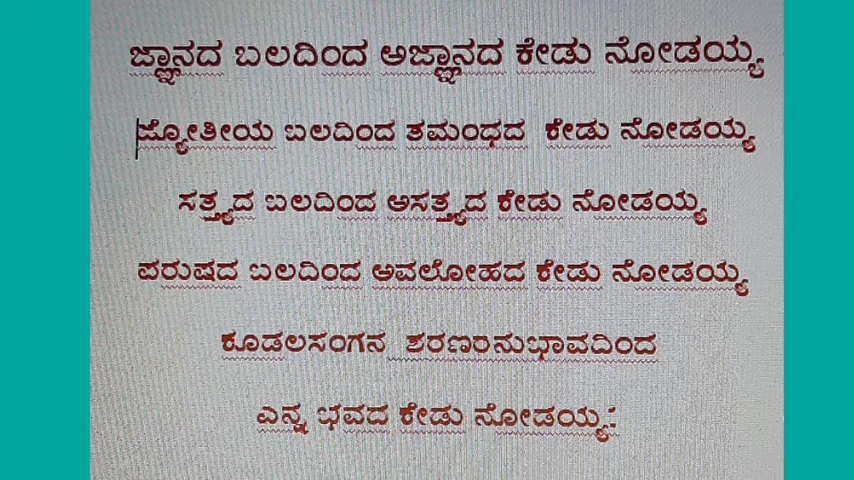 ಜ್ಞಾನದ ಬಲದಿಂದ ಅಜ್ಞಾನದ ಕೇಡು ನೋಡಯ್ಯ
ಜ್ಯೋತೀಯ ಬಲದಿಂದ ತಮಂಧದ ಕೇಡು ನೋಡಯ್ಯ
ಸತ್ತ್ಯದ ಬಲದಿಂದ ಅಸತ್ತ್ಯದ ಕೇಡು ನೋಡಯ್ಯ
ಪರುಷದ ಬಲದಿಂದ ಅವಲೋಹದ ಕೇಡು ನೋಡಯ್ಯ
ಕೂಡಲಸಂಗನ ಶರಣರಾನುಭಾವದಿಂದ
ಎನ್ನ ಭವದ ಕೇಡು ನೋಡಯ್ಯ: